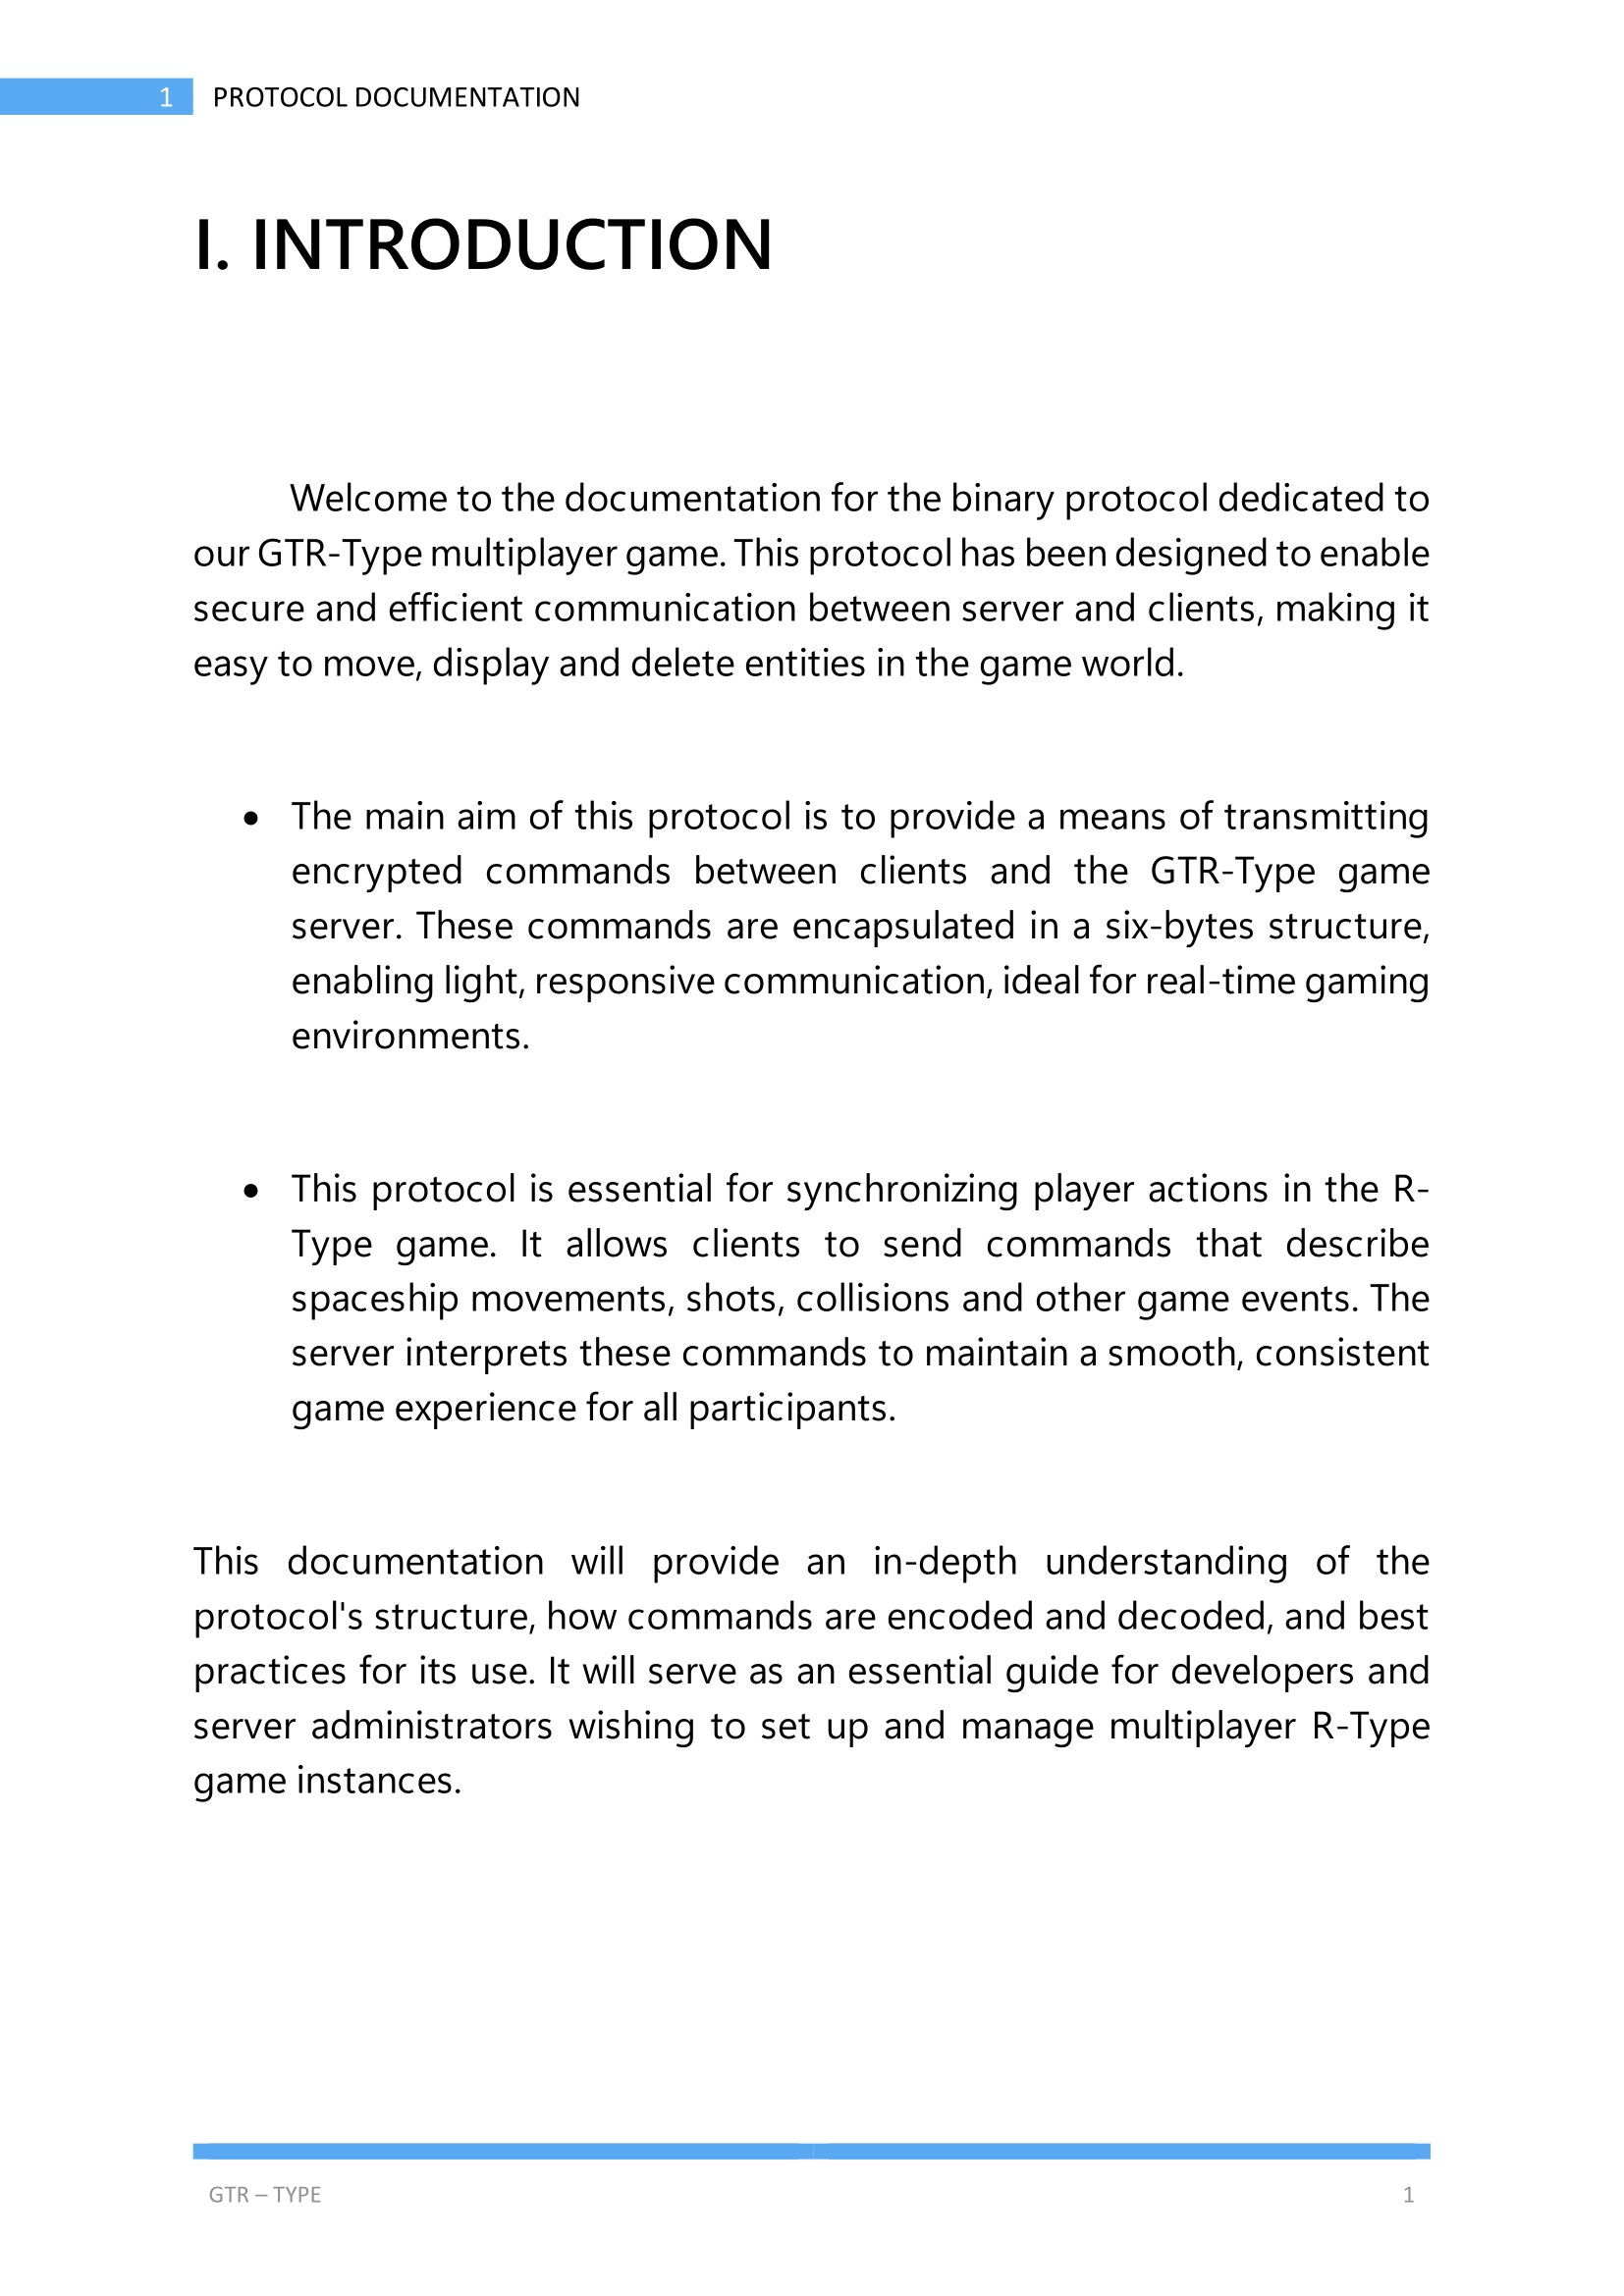 1 PROTOCOL DOCUMENTATION
I. INTRODUCTION
Welcome to the documentation for the binary protocol dedicated to
our GTR-Type multiplayer game. This protocol has been designed to enable
secure and efficient communication between server and clients, making it
easy to move, display and delete entities in the game world.
• The main aim of this protocol is to provide a means of transmitting
encrypted commands between clients and the GTR-Type game
server. These commands are encapsulated in a six-bytes structure,
enabling light, responsive communication, ideal for real-time gaming
environments.
• This protocol is essential for synchronizing player actions in the R-
Type game. It allows clients to send commands that describe
spaceship movements, shots, collisions and other game events. The
server interprets these commands to maintain a smooth, consistent
game experience for all participants.
This documentation will provide an in-depth understanding of the
protocol's structure, how commands are encoded and decoded, and best
practices for its use. It will serve as an essential guide for developers and
server administrators wishing to set up and manage multiplayer R-Type
game instances.
GTR – TYPE 1